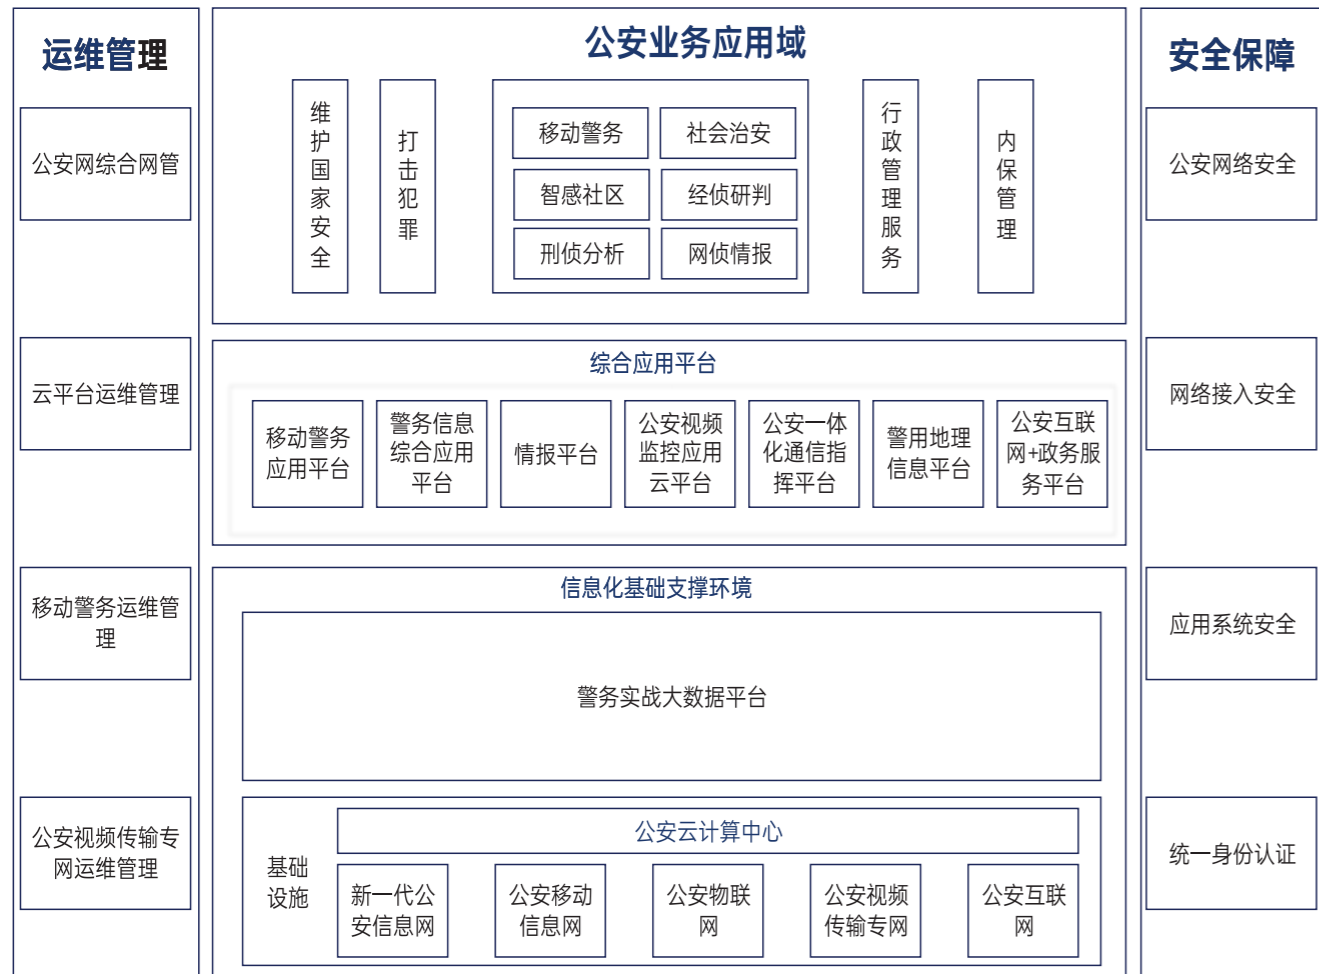 运维管理
公安网综合网管
云平台运维管理
移动警务运维管
理
公安视频传输专
网运维管理
公安业务应用域
维护国家安全
打击犯罪
移动警务
社会治安
智感社区
经侦研判
刑侦分析
网侦情报
行政管理服务
内保管理
综合应用平台
移动警务
应用平台
警务信息
综合应用
平台
情报平台
公安视频
监控应用
云平台
公安一体
化通信指
挥平台
警用地理
信息平台
公安互联
网+政务服
务平台
信息化基础支撑环境
警务实战大数据平台
基础
设施
公安云计算中心
新一代公
安信息网
公安移动
信息网
公安物联
网
公安视频
传输专网
公安互联
网
安全保障
公安网络安全
网络接入安全
应用系统安全
统一身份认证